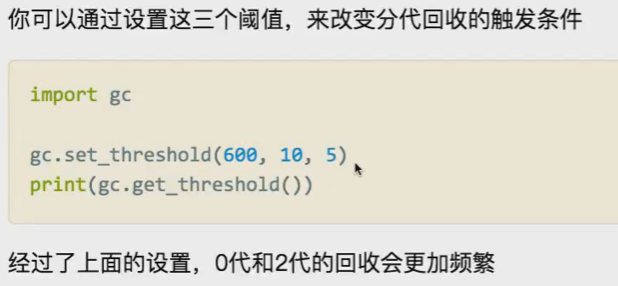 你可以通过设置这三个阈值，来改变分代回收的触发条件
import gc
gc.set_threshold(600, 10, 5)
print(gc.get_threshold())
经过了上面的设置，0代和2代的回收会更加频繁